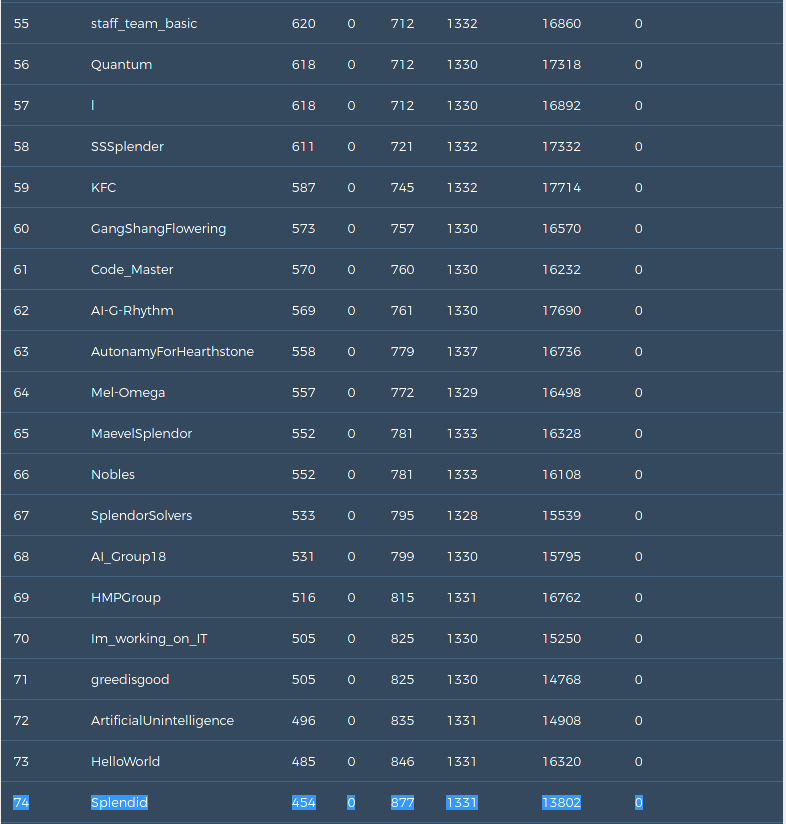 55 staff_team_basic 620 0 712 1332 16860 0
56 Quantum 618 0 712 1330 17318 0
57 l 618 0 712 1330 16892 0
58 SSSplender 611 0 721 1332 17332 0
59 KFC 587 0 745 1332 17714 0
60 GangShangFlowering 573 0 757 1330 16570 0
61 Code_Master 570 0 760 1330 16232 0
62 AI-G-Rhythm 569 0 761 1330 17690 0
63 AutonamyForHearthstone 558 0 779 1337 16736 0
64 Mel-Omega 557 0 772 1329 16498 0
65 MaevelSplendor 552 0 781 1333 16328 0
66 Nobles 552 0 781 1333 16108 0
67 SplendorSolvers 533 0 795 1328 15539 0
68 AI_Group18 531 0 799 1330 15795 0
69 HMPGroup 516 0 815 1331 16762 0
70 Im_working_on_IT 505 0 825 1330 15250 0
71 greedisgood 505 0 825 1330 14768 0
72 ArtificialUnintelligence 496 0 835 1331 14908 0
73 HelloWorld 485 0 846 1331 16320 0
74 Splendid 454 0 877 1331 13802 0